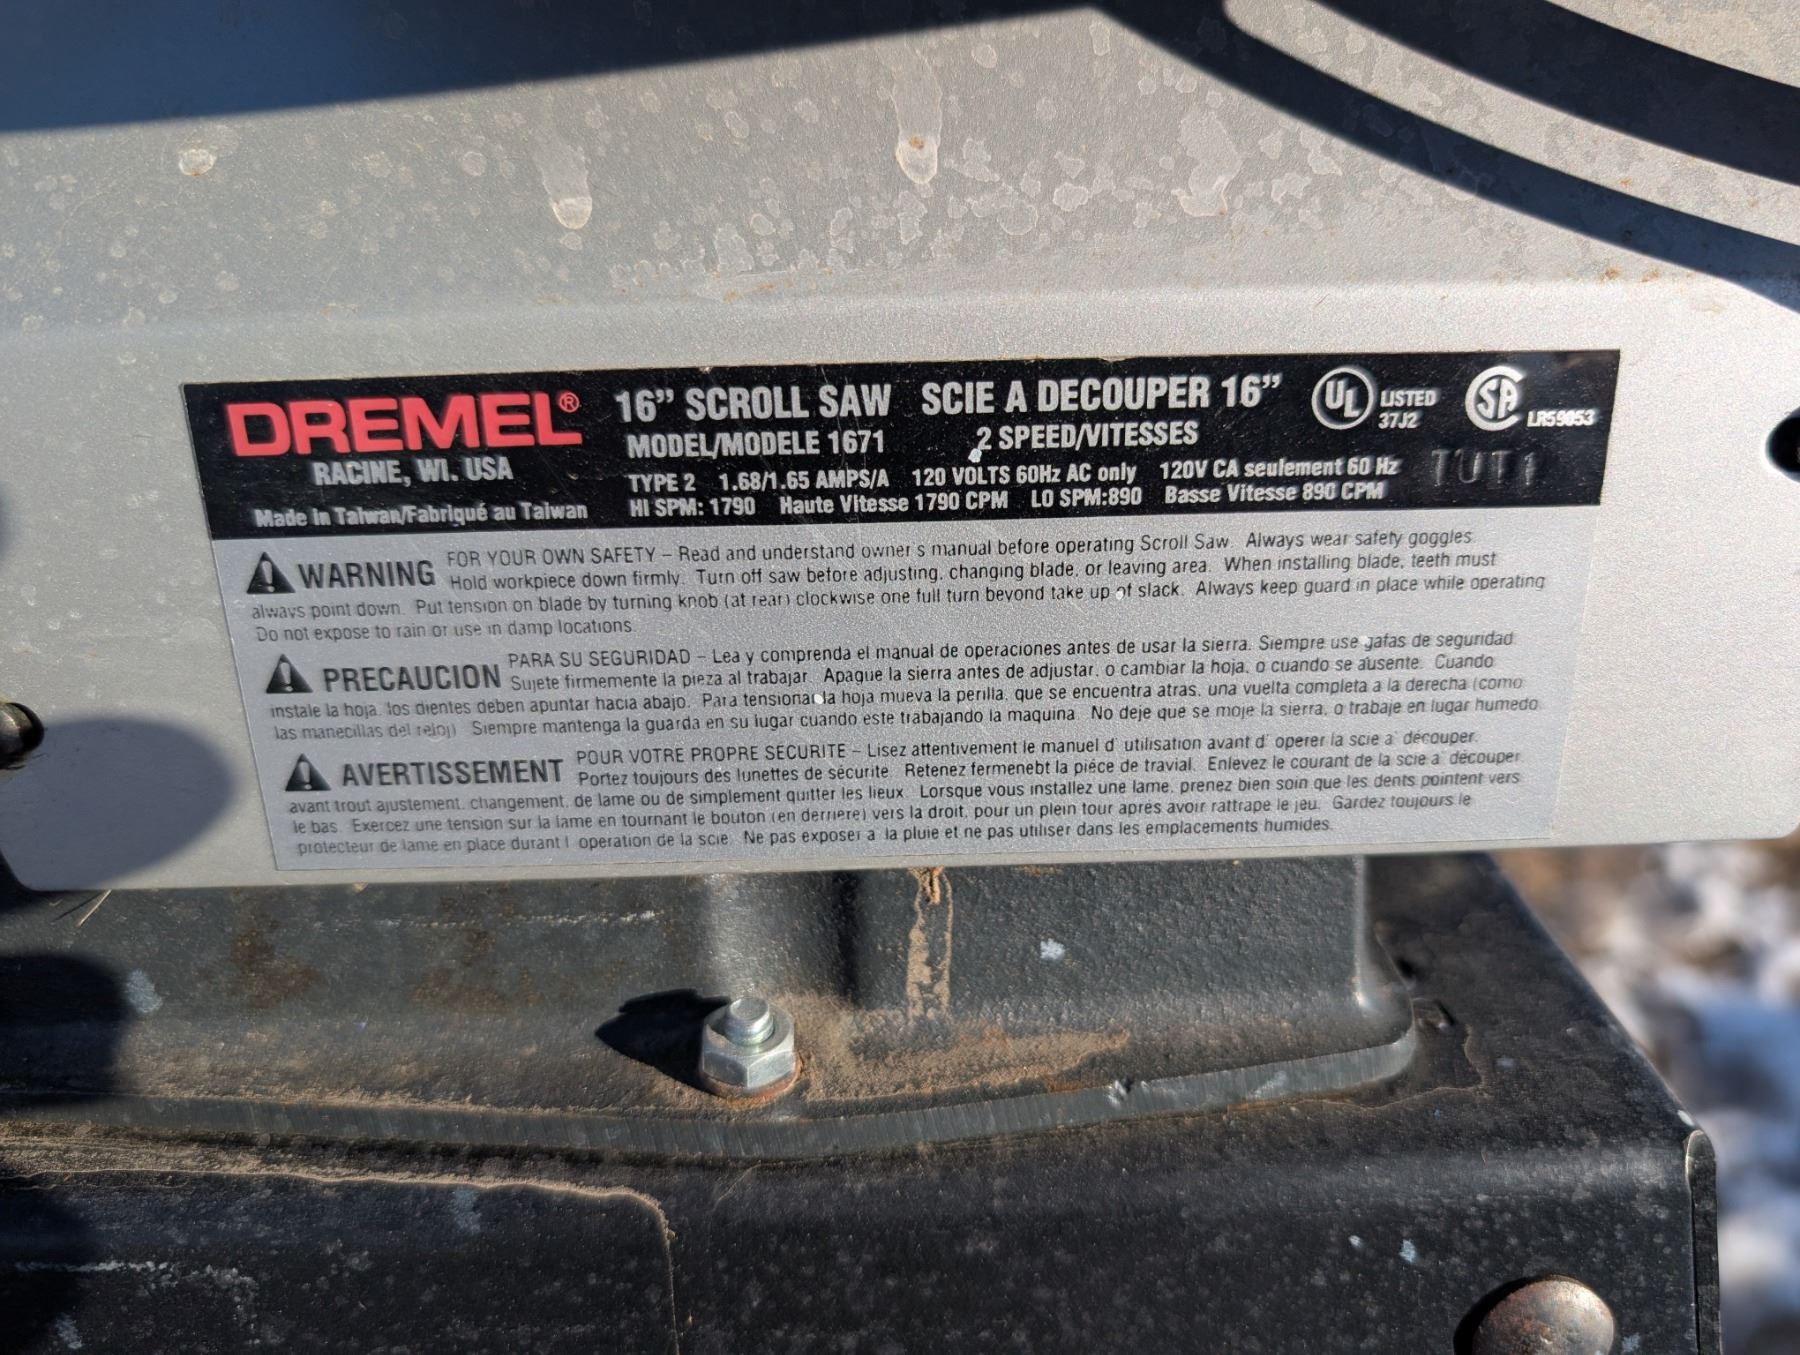 DREMEL®
RACINE, WI. USA
Made in Taiwan/Fabriqué au Taiwan
16” SCROLL SAW SCIE A DECOUPER 16”
MODEL/MODELE 1671 2 SPEED/VITESSES
TYPE 2 1.68/1.65 AMPS/A 120 VOLTS 60Hz AC only 120V CA seulement 60 Hz
HI SPM: 1790 Haute Vitesse 1790 CPM LO SPM:890 Basse Vitesse 890 CPM
UL LISTED
37J2
SA LR59053
TUT1
WARNING FOR YOUR OWN SAFETY – Read and understand owner's manual before operating Scroll Saw. Always wear safety goggles.
Hold workpiece down firmly. Turn off saw before adjusting, changing blade, or leaving area. When installing blade, teeth must
always point down. Put tension on blade by turning knob (at rear) clockwise one full turn beyond take up of slack. Always keep guard in place while operating
Do not expose to rain or use in damp locations.
PRECAUCION PARA SU SEGURIDAD – Lea y comprenda el manual de operaciones antes de usar la sierra. Siempre use gafas de seguridad
Sujete firmemente la pieza al trabajar. Apague la sierra antes de adjustar, o cambiar la hoja, o cuando se ausente. Cuando
instale la hoja, los dientes deben apuntar hacia abajo. Para tensionar la hoja mueva la perilla, que se encuentra atras, una vuelta completa a la derecha (como
las manecillas del reloj) Siempre mantenga la guarda en su lugar cuando este trabajando la maquina. No deje que se moje la sierra, o trabaje en lugar humedo.
AVERTISSEMENT POUR VOTRE PROPRE SECURITE – Lisez attentivement le manuel d' utilisation avant d' operer la scie a' découper.
Portez toujours des lunettes de sécurite. Retenez fermenebt la piéce de travial. Enlevez le courant de la scie a' découper
avant trout ajustement, changement, de lame ou de simplement quitter les lieux. Lorsque vous installez une lame, prenez bien soin que les dents pointent vers
le bas. Exercez une tension sur la lame en tournant le bouton (en derriere) vers la droit, pour un plein tour aprés avoir rattrape le jeu. Gardez toujours le
protecteur de lame en place durant l operation de la scie. Ne pas exposer a la pluie et ne pas utiliser dans les emplacements humides.